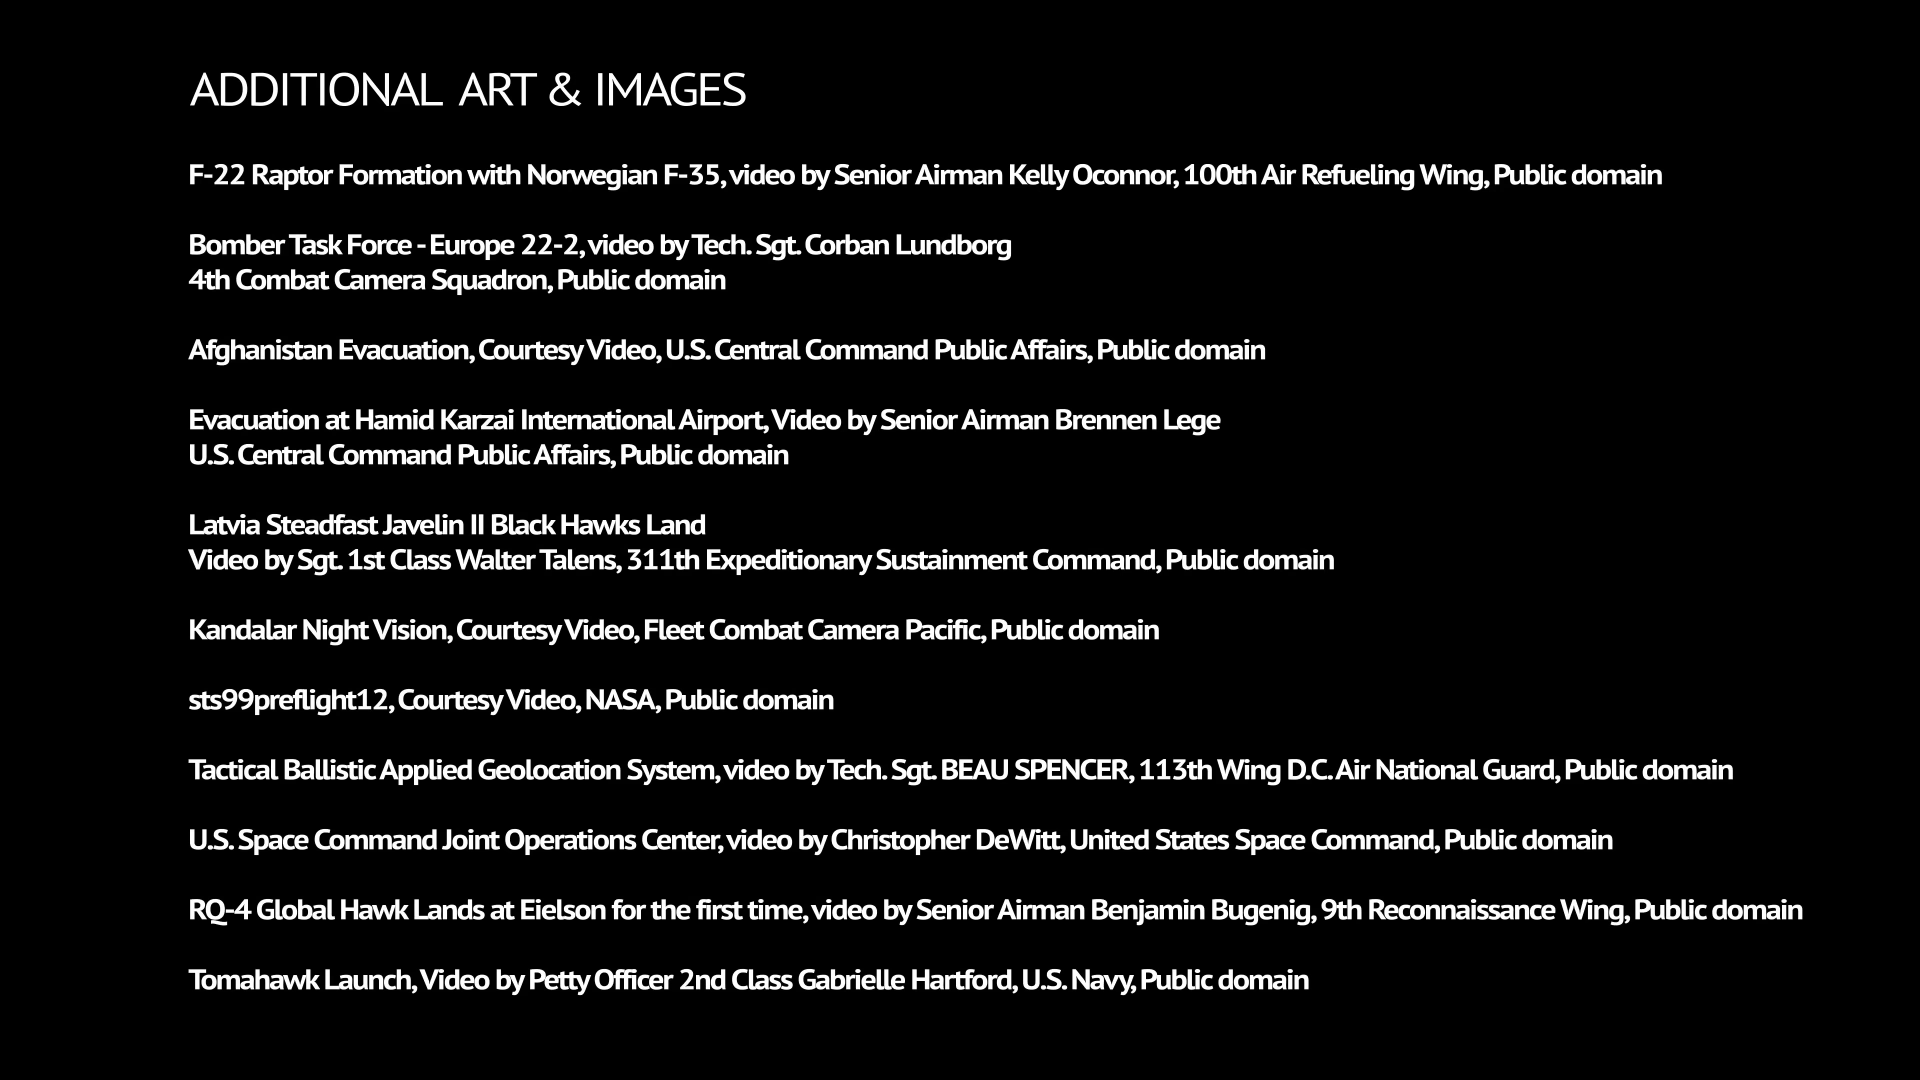 ADDITIONAL ART & IMAGES
F-22 Raptor Formation with Norwegian F-35, video by Senior Airman Kelly Oconnor, 100th Air Refueling Wing, Public domain
Bomber Task Force - Europe 22-2, video by Tech. Sgt. Corban Lundborg
4th Combat Camera Squadron, Public domain
Afghanistan Evacuation, Courtesy Video, U.S. Central Command Public Affairs, Public domain
Evacuation at Hamid Karzai International Airport, Video by Senior Airman Brennen Lege
U.S. Central Command Public Affairs, Public domain
Latvia Steadfast Javelin II Black Hawks Land
Video by Sgt. 1st Class Walter Talens, 311th Expeditionary Sustainment Command, Public domain
Kandalar Night Vision, Courtesy Video, Fleet Combat Camera Pacific, Public domain
sts99preflight12, Courtesy Video, NASA, Public domain
Tactical Ballistic Applied Geolocation System, video by Tech. Sgt. BEAU SPENCER, 113th Wing D.C. Air National Guard, Public domain
U.S. Space Command Joint Operations Center, video by Christopher DeWitt, United States Space Command, Public domain
RQ-4 Global Hawk Lands at Eielson for the first time, video by Senior Airman Benjamin Bugenig, 9th Reconnaissance Wing, Public domain
Tomahawk Launch, Video by Petty Officer 2nd Class Gabrielle Hartford, U.S. Navy, Public domain